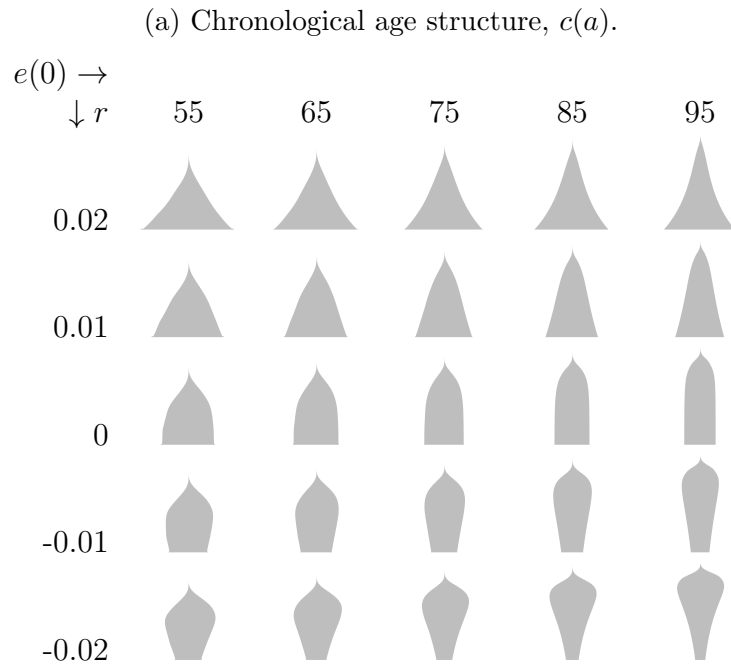 (a) Chronological age structure, c(a).
e(0) →
↓ r 55 65 75 85 95
0.02
0.01
0
-0.01
-0.02